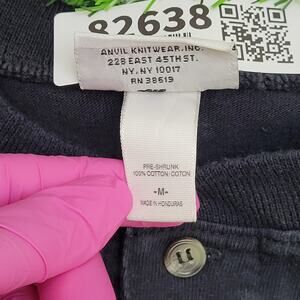 82638
ANVIL KNITWEAR, INC.
228 EAST 45TH ST.
NY, NY 10017
RN 38619
PRE-SHRUNK
100% COTTON/COTON
-M-
MADE IN HONDURAS